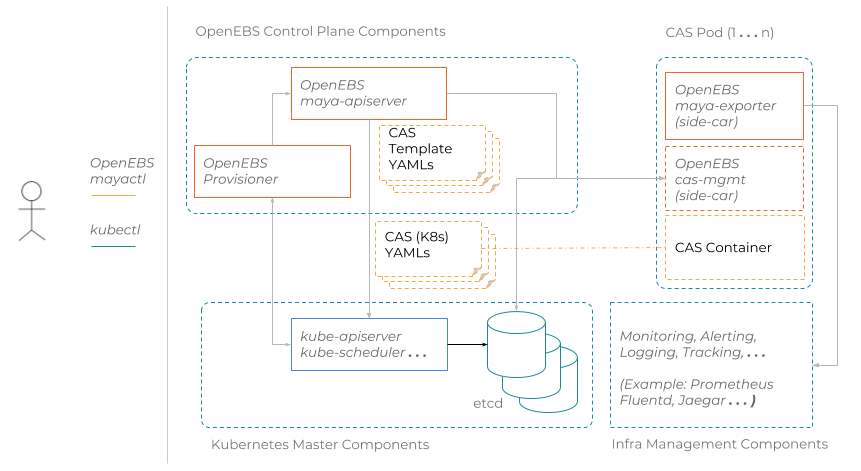 OpenEBS Control Plane Components
CAS Pod (1 ... n)
OpenEBS
maya-apiserver
OpenEBS
maya-exporter
(side-car)
CAS
Template
YAMLs
OpenEBS
Provisioner
OpenEBS
cas-mgmt
(side-car)
OpenEBS
mayactl
kubectl
CAS (K8s)
YAMLs
CAS Container
kube-apiserver
kube-scheduler ...
etcd
Monitoring, Alerting,
Logging, Tracking, ...
(Example: Prometheus
Fluentd, Jaegar ... )
Kubernetes Master Components
Infra Management Components